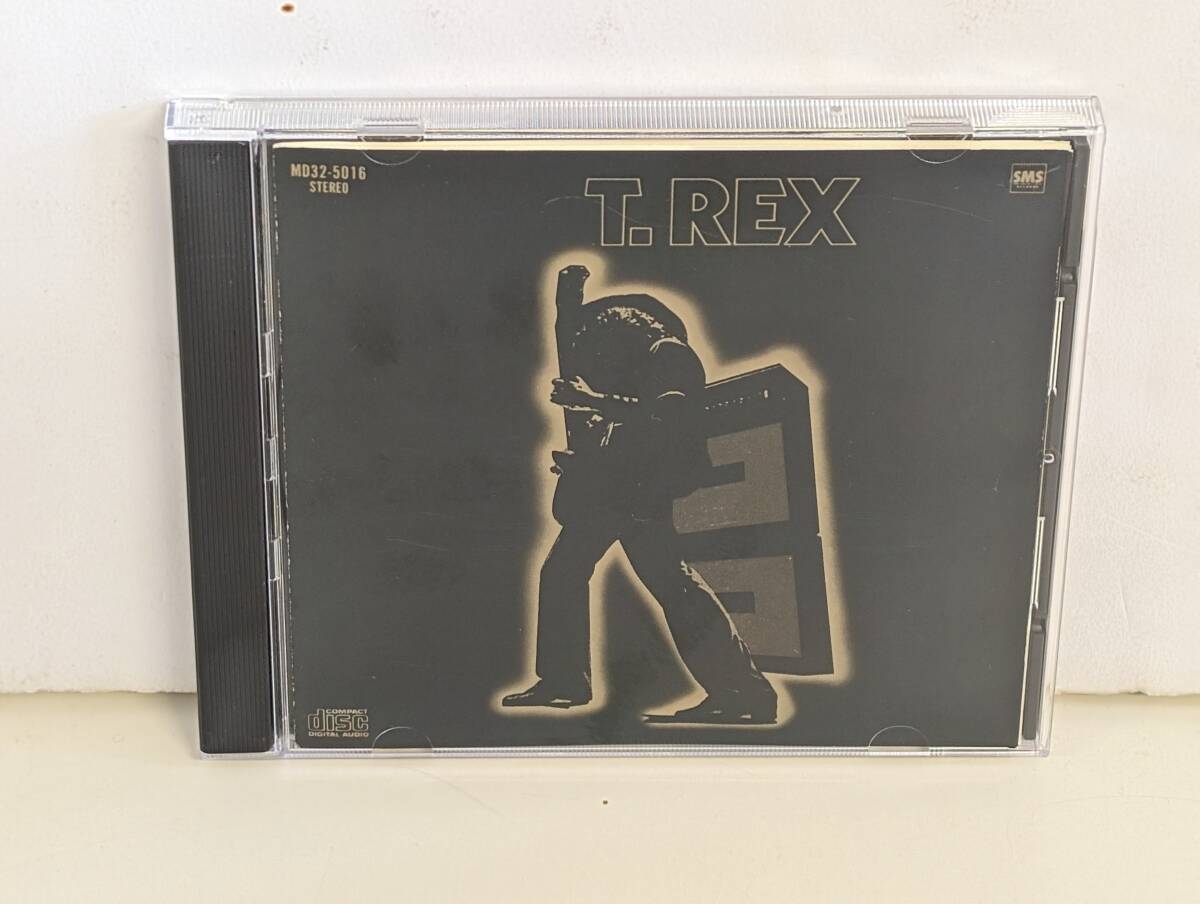 MD32-5016
STEREO
T. REX
SMS
COMPACT
disc
DIGITAL AUDIO